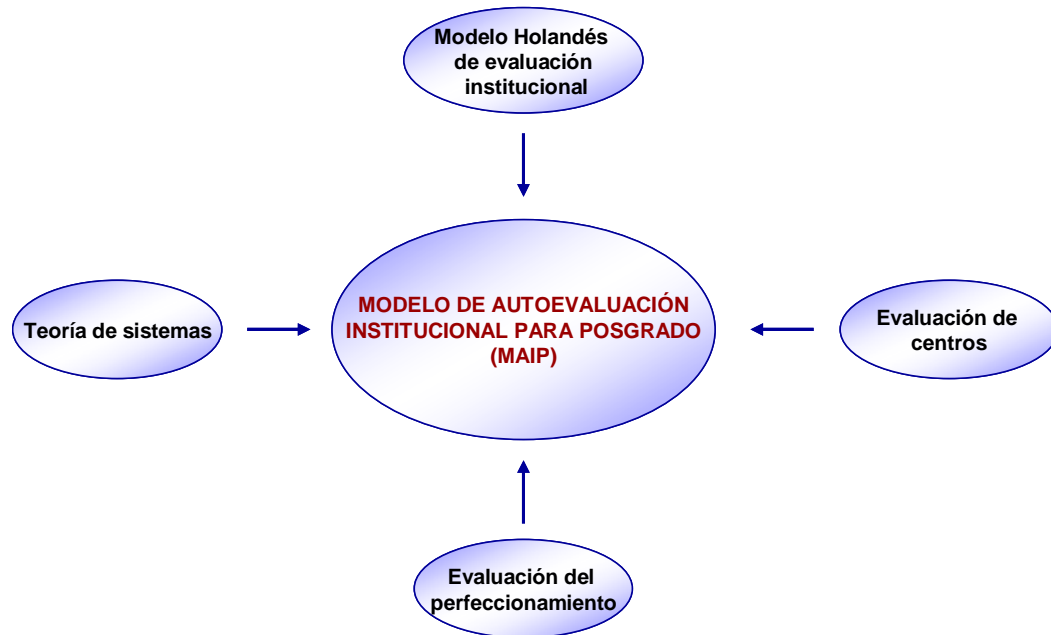 Modelo Holandés
de evaluación
institucional
Teoría de sistemas
MODELO DE AUTOEVALUACIÓN
INSTITUCIONAL PARA POSGRADO
(MAIP)
Evaluación de
centros
Evaluación del
perfeccionamiento